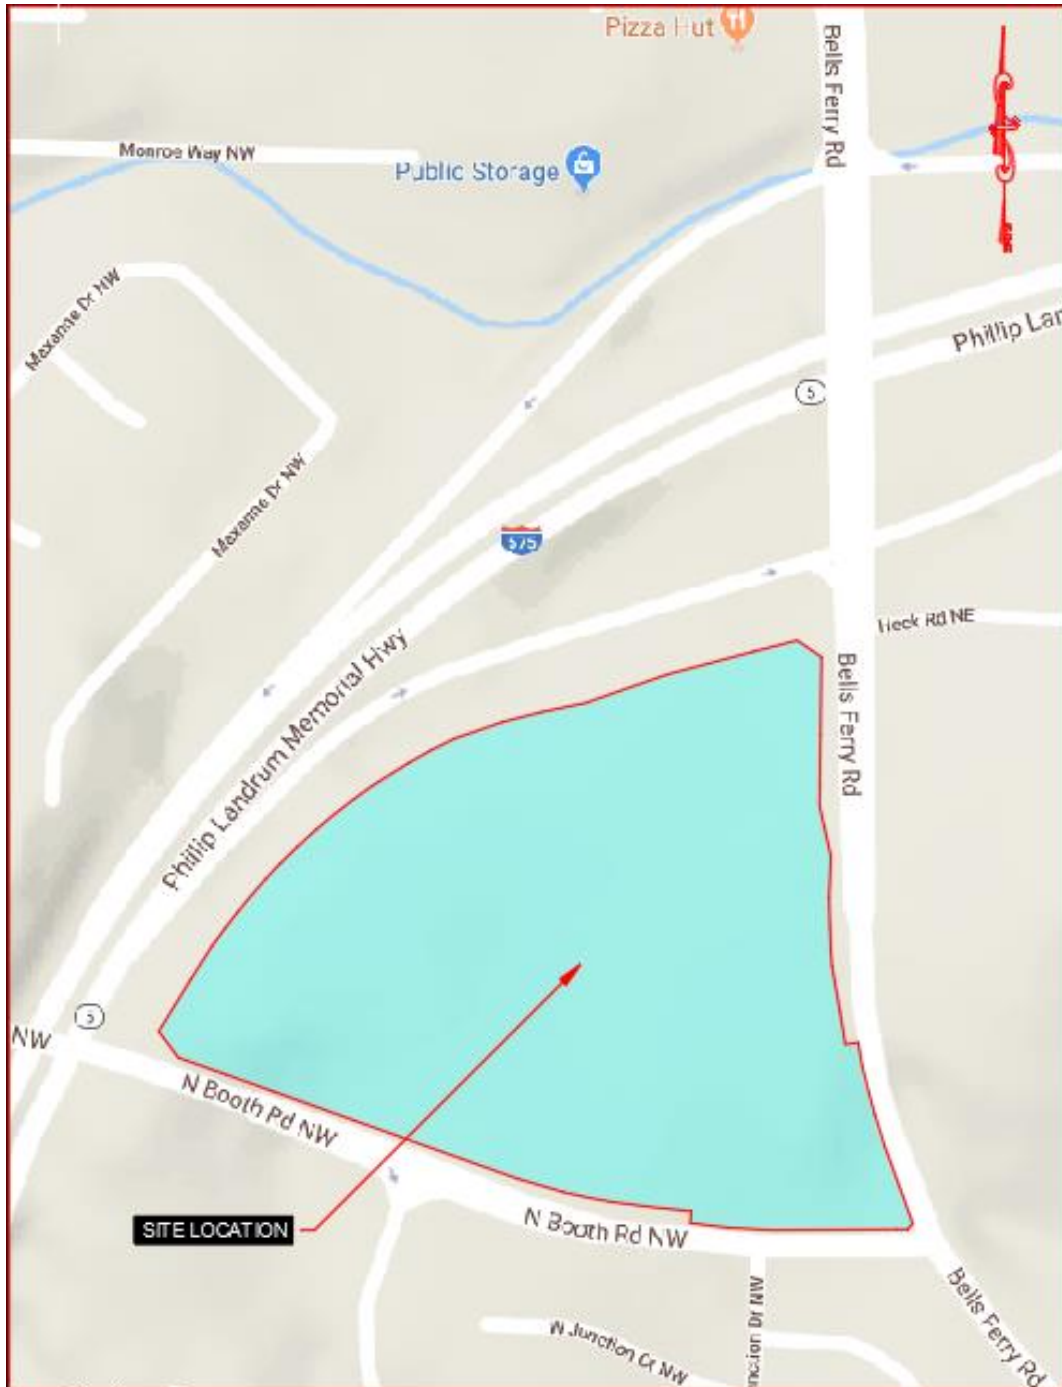 Pizza Hut
Bells Ferry Rd
Monroe Way NW
Public Storage
Maxanne Dr NW
Phillip Lan
5
Maxanne Dr NW
575
Heck Rd NE
Phillip Landrum Memorial Hwy
Bells Ferry Rd
5
NW
N Booth Rd NW
SITE LOCATION
N Booth Rd NW
Bells Ferry Rd
N Junction Ct NW